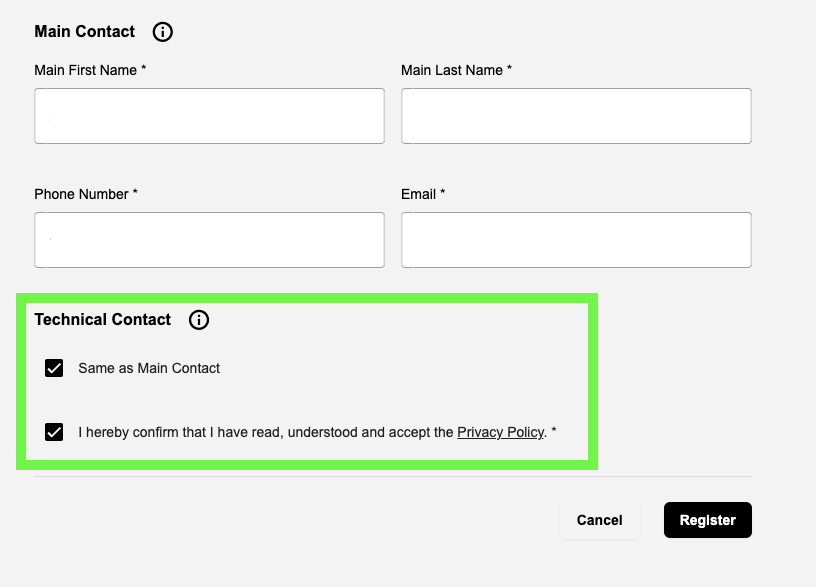 Main Contact
Main First Name * Main Last Name *
Phone Number * Email *
Technical Contact
Same as Main Contact
I hereby confirm that I have read, understood and accept the Privacy Policy. *
Cancel Register